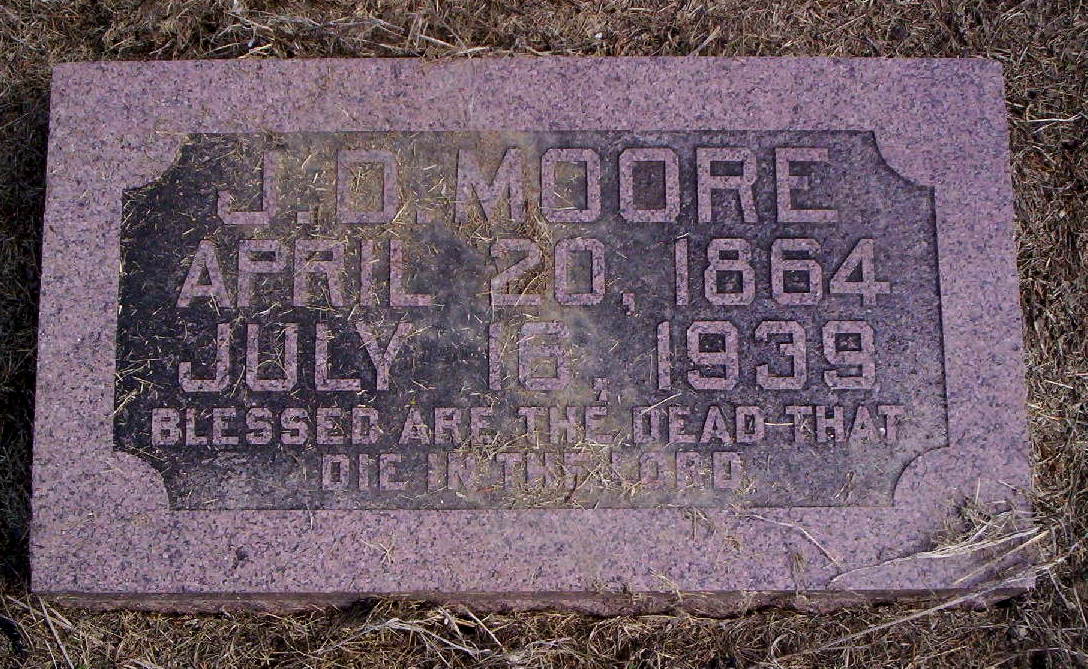 J.D.MOORE
APRIL 20, 1864
JULY 16, 1939
BLESSED ARE THE DEAD THAT
DIE IN THE LORD